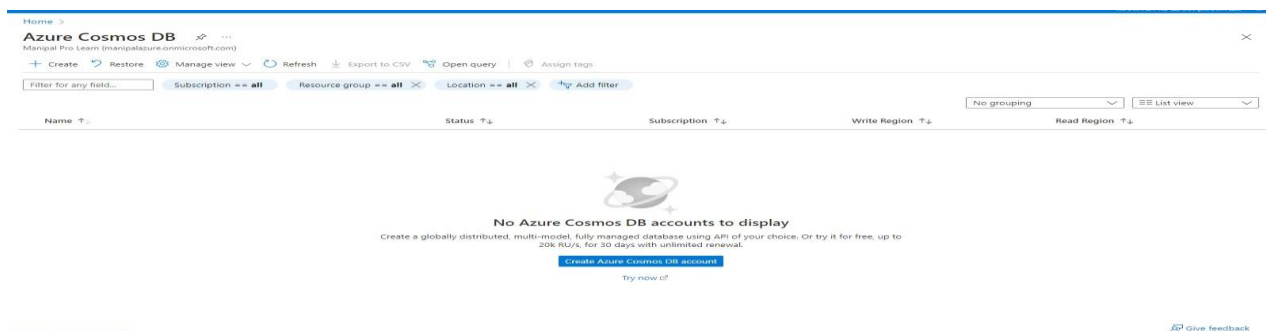 Home >
Azure Cosmos DB
Manipal Pro Learn (manipalazure.onmicrosoft.com)
Create Restore Manage view Refresh Export to CSV Open query Assign tags
Filter for any field... Subscription == all Resource group == all Location == all Add filter
No grouping List view
Name Status Subscription Write Region Read Region
No Azure Cosmos DB accounts to display
Create a globally distributed, multi-model, fully managed database using API of your choice. Or try it for free, up to
20k RU/s, for 30 days with unlimited renewal.
Create Azure Cosmos DB account
Try now
Give feedback